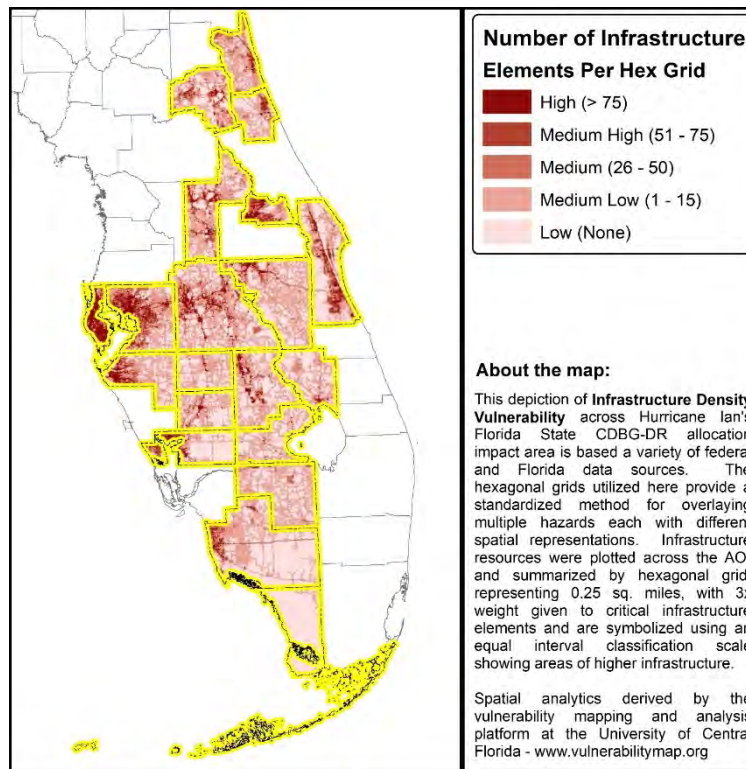 Number of Infrastructure
Elements Per Hex Grid
High (> 75)
Medium High (51 - 75)
Medium (26 - 50)
Medium Low (1 - 15)
Low (None)
About the map:
This depiction of Infrastructure Density
Vulnerability across Hurricane Ian's
Florida State CDBG-DR allocation
impact area is based a variety of federa
and Florida data sources. The
hexagonal grids utilized here provide a
standardized method for overlaying
multiple hazards each with differen
spatial representations. Infrastructure
resources were plotted across the AO
and summarized by hexagonal grid
representing 0.25 sq. miles, with 3x
weight given to critical infrastructure
elements and are symbolized using an
equal interval classification scale
showing areas of higher infrastructure.
Spatial analytics derived by the
vulnerability mapping and analysis
platform at the University of Centra
Florida - www.vulnerabilitymap.org